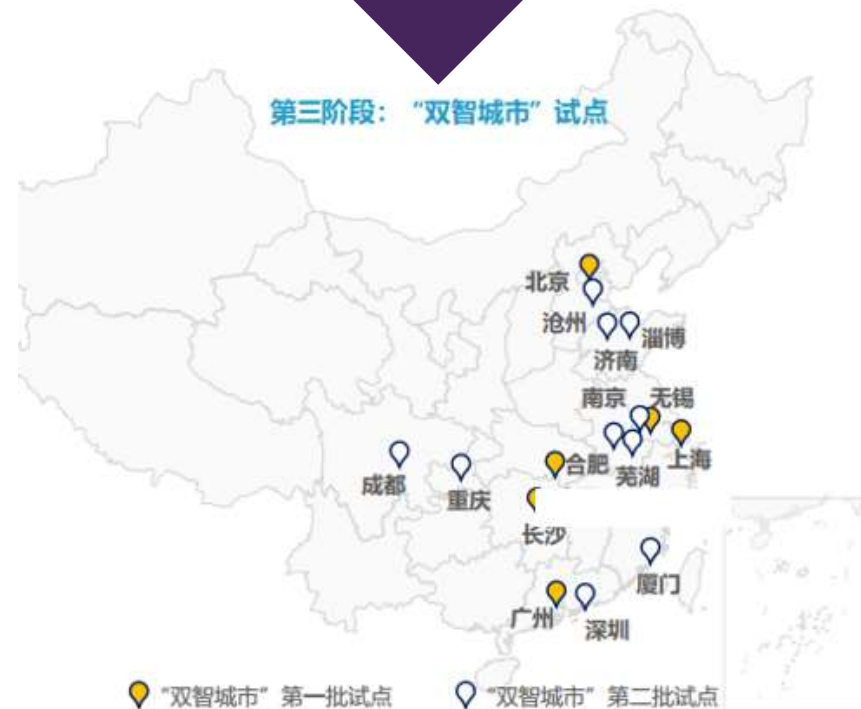 第三阶段：“双智城市”试点
北京
沧州
淄博
济南
南京 无锡
合肥
上海
芜湖
成都
重庆
长沙
厦门
广州
深圳
“双智城市”第一批试点
“双智城市”第二批试点